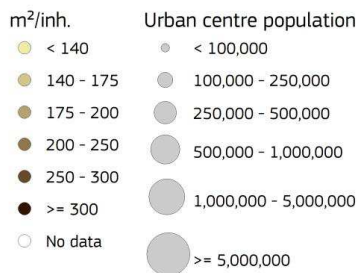 m²/inh.
< 140
140 - 175
175 - 200
200 - 250
250 - 300
>= 300
No data
Urban centre population
< 100,000
100,000 - 250,000
250,000 - 500,000
500,000 - 1,000,000
1,000,000 - 5,000,000
>= 5,000,000